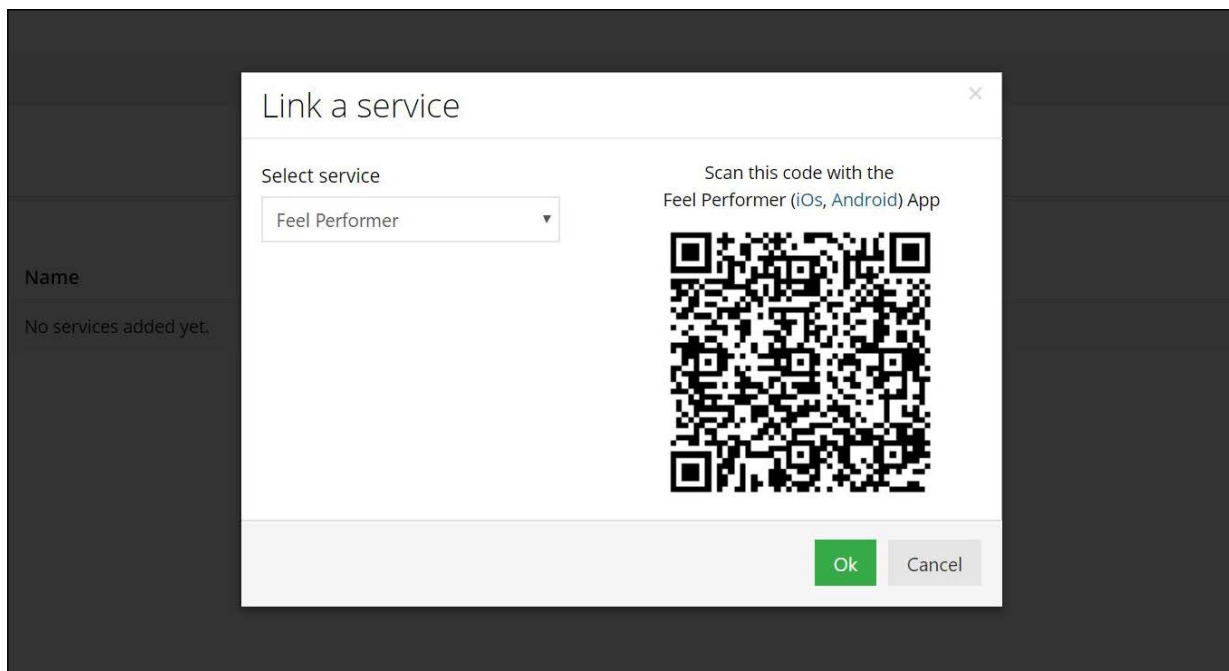 Link a service
×
Select service
Feel Performer
Scan this code with the
Feel Performer (iOs, Android) App
Name
No services added yet.
Ok
Cancel